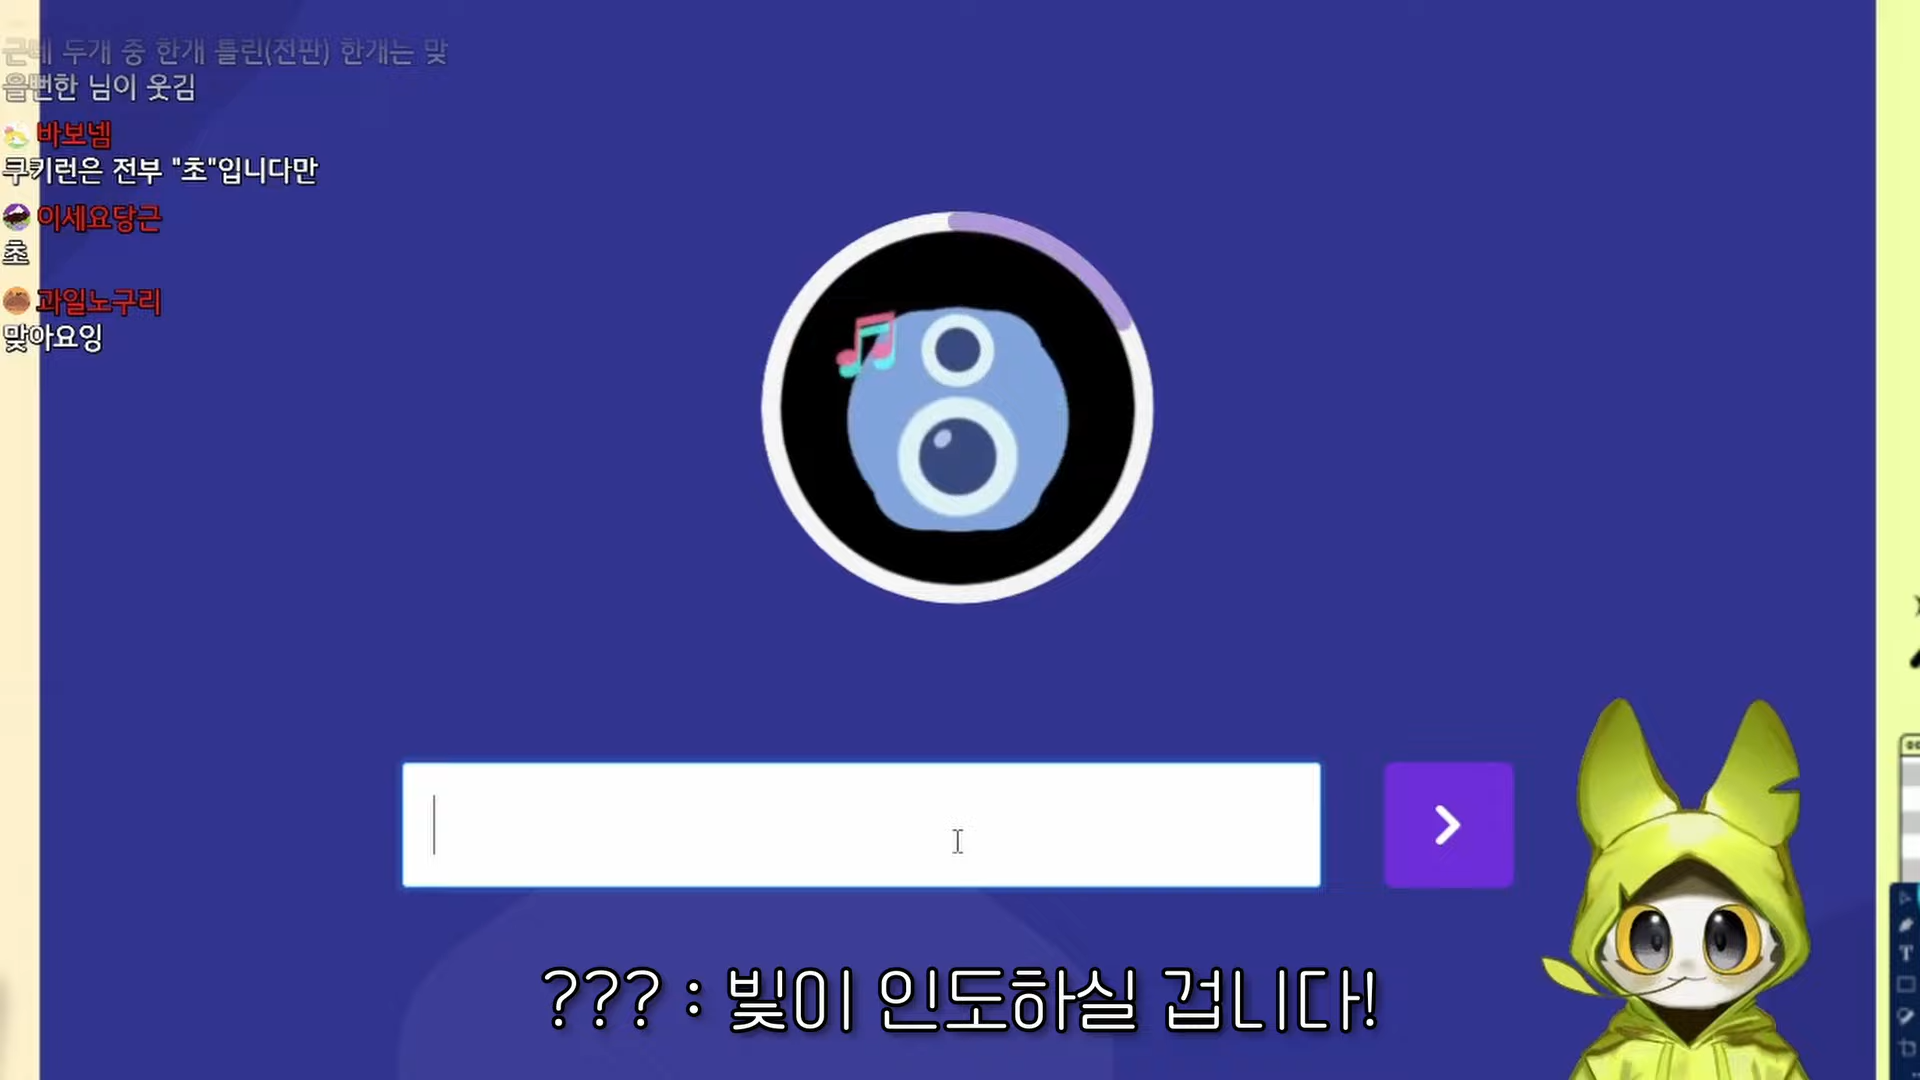 근데 두개 중 한개 틀린(전판) 한개는 맞
을뻔한 님이 웃김
바보넴
쿠키런은 전부 "초"입니다만
이세요당근
초
과일노구리
맞아요잉
??? : 빛이 인도하실 겁니다!